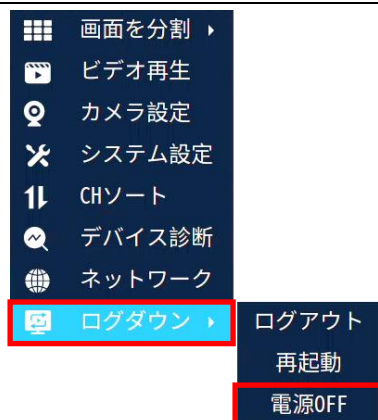 画面を分割
ビデオ再生
カメラ設定
システム設定
CHソート
デバイス診断
ネットワーク
ログダウン
ログアウト
再起動
電源OFF